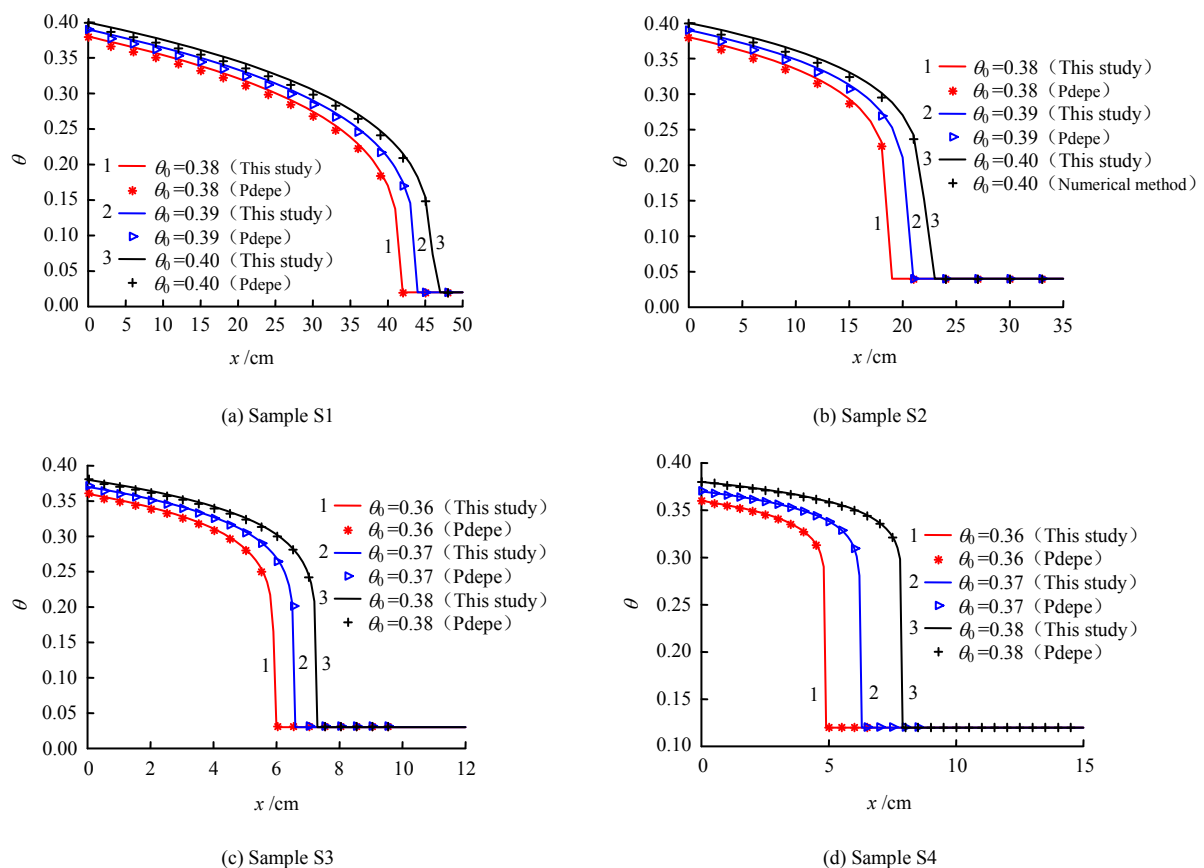 0.40
0.35
0.30
0.25
0.20
0.15
0.10
0.05
0.00
θ
1 θ0=0.38（This study）
θ0=0.38（Pdepe）
2 θ0=0.39（This study）
θ0=0.39（Pdepe）
3 θ0=0.40（This study）
θ0=0.40（Pdepe）
1 2 3
0 5 10 15 20 25 30 35 40 45 50
x /cm
(a) Sample S1
0.40
0.35
0.30
0.25
0.20
0.15
0.10
0.05
0.00
θ
1 θ0=0.38（This study）
θ0=0.38（Pdepe）
2 θ0=0.39（This study）
θ0=0.39（Pdepe）
3 θ0=0.40（This study）
θ0=0.40（Numerical method）
1 2 3
0 5 10 15 20 25 30 35
x /cm
(b) Sample S2
0.40
0.35
0.30
0.25
0.20
0.15
0.10
0.05
0.00
θ
1 θ0=0.36（This study）
θ0=0.36（Pdepe）
2 θ0=0.37（This study）
θ0=0.37（Pdepe）
3 θ0=0.38（This study）
θ0=0.38（Pdepe）
1 2 3
0 2 4 6 8 10 12
x /cm
(c) Sample S3
0.40
0.35
0.30
0.25
0.20
0.15
0.10
θ
1 θ0=0.36（This study）
θ0=0.36（Pdepe）
2 θ0=0.37（This study）
θ0=0.37（Pdepe）
3 θ0=0.38（This study）
θ0=0.38（Pdepe）
1 2 3
0 5 10 15
x /cm
(d) Sample S4